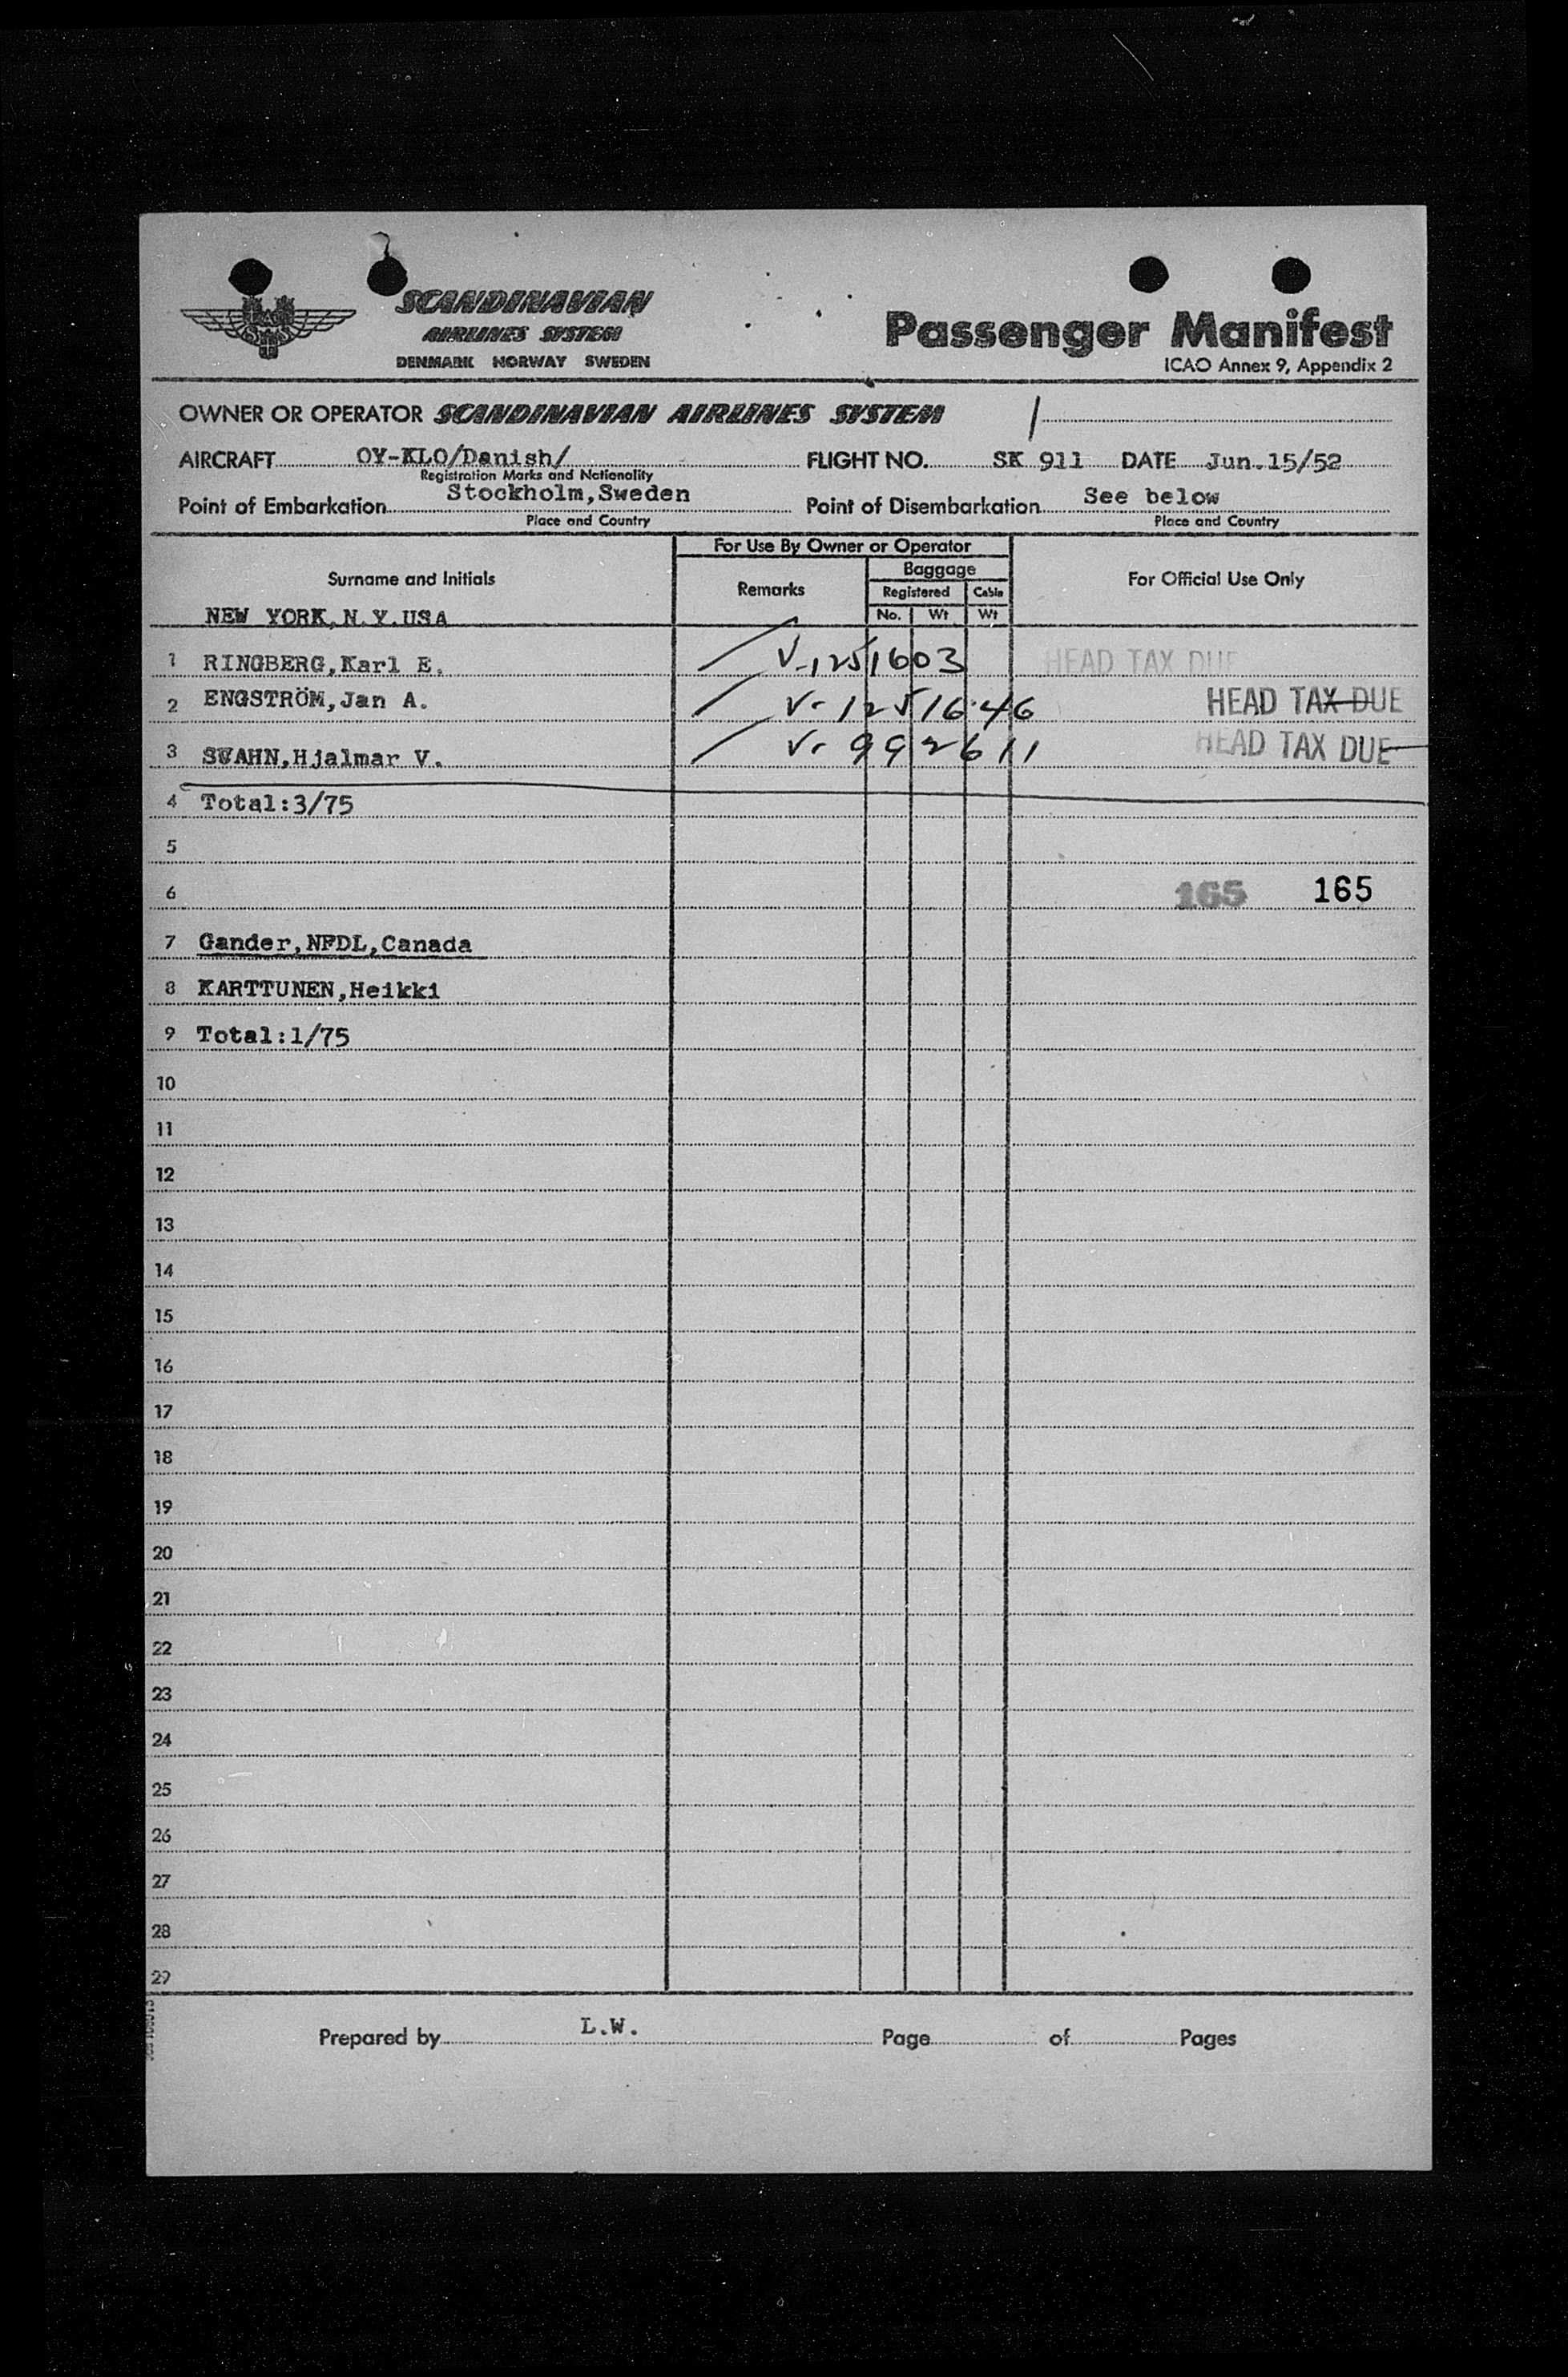 SCANDINAVIAN
AIRLINES SYSTEM
DENMARK NORWAY SWEDEN
Passenger Manifest
ICAO Annex 9, Appendix 2
OWNER OR OPERATOR SCANDINAVIAN AIRLINES SYSTEM
AIRCRAFT OY-KLO/Danish/ FLIGHT NO. SK 911 DATE Jun.15/52
Registration Marks and Nationality
Point of Embarkation Stockholm,Sweden Point of Disembarkation See below
Place and Country Place and Country
For Use By Owner or Operator
Surname and Initials Remarks Baggage For Official Use Only
Registered Cabin
No. Wt Wt
NEW YORK,N.Y.USA
1 RINGBERG,Karl E. V-1251603 HEAD TAX DUE
2 ENGSTRÖM,Jan A. V-1251646 HEAD TAX DUE
3 SWAHN,Hjalmar V. V-992611 HEAD TAX DUE
4 Total:3/75
5
6 165 165
7 Gander,NFDL,Canada
8 KARTTUNEN,Heikki
9 Total:1/75
10
11
12
13
14
15
16
17
18
19
20
21
22
23
24
25
26
27
28
29
Prepared by L.W. Page of Pages